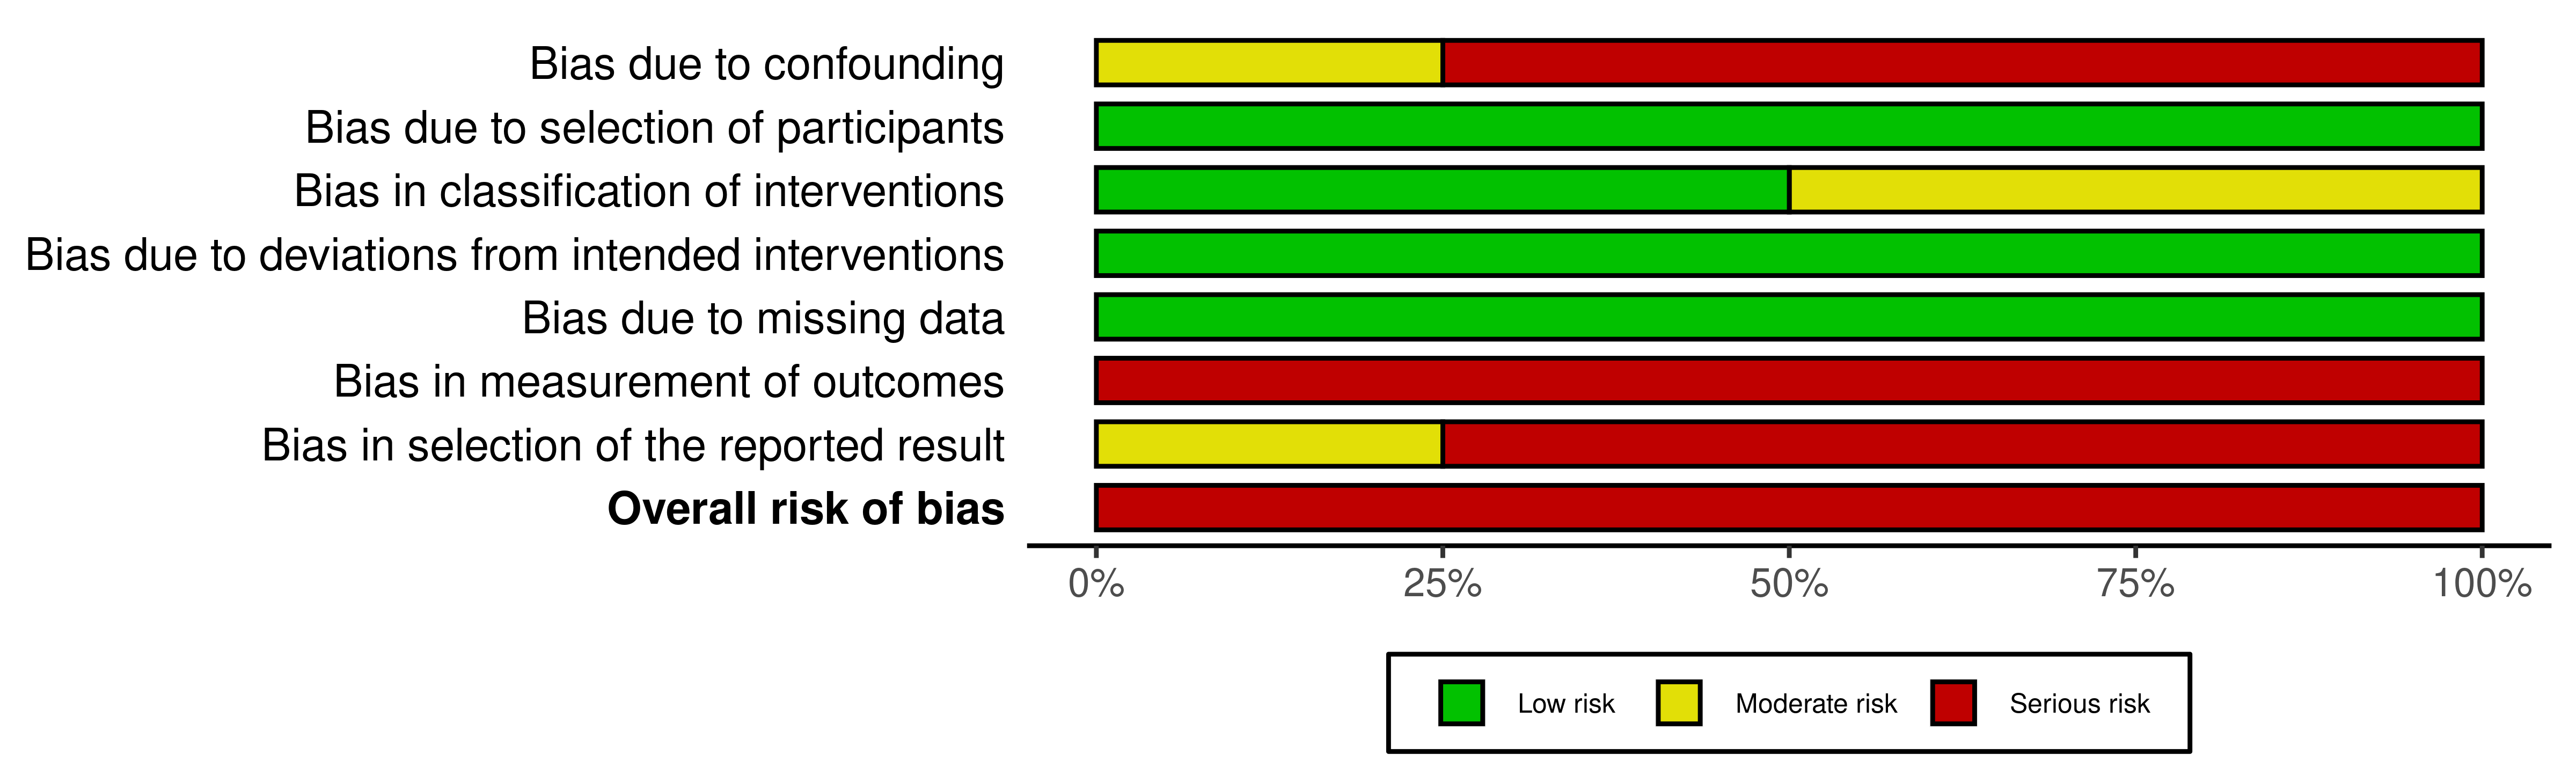 Bias due to confounding
Bias due to selection of participants
Bias in classification of interventions
Bias due to deviations from intended interventions
Bias due to missing data
Bias in measurement of outcomes
Bias in selection of the reported result
Overall risk of bias
0% 25% 50% 75% 100%
Low risk Moderate risk Serious risk